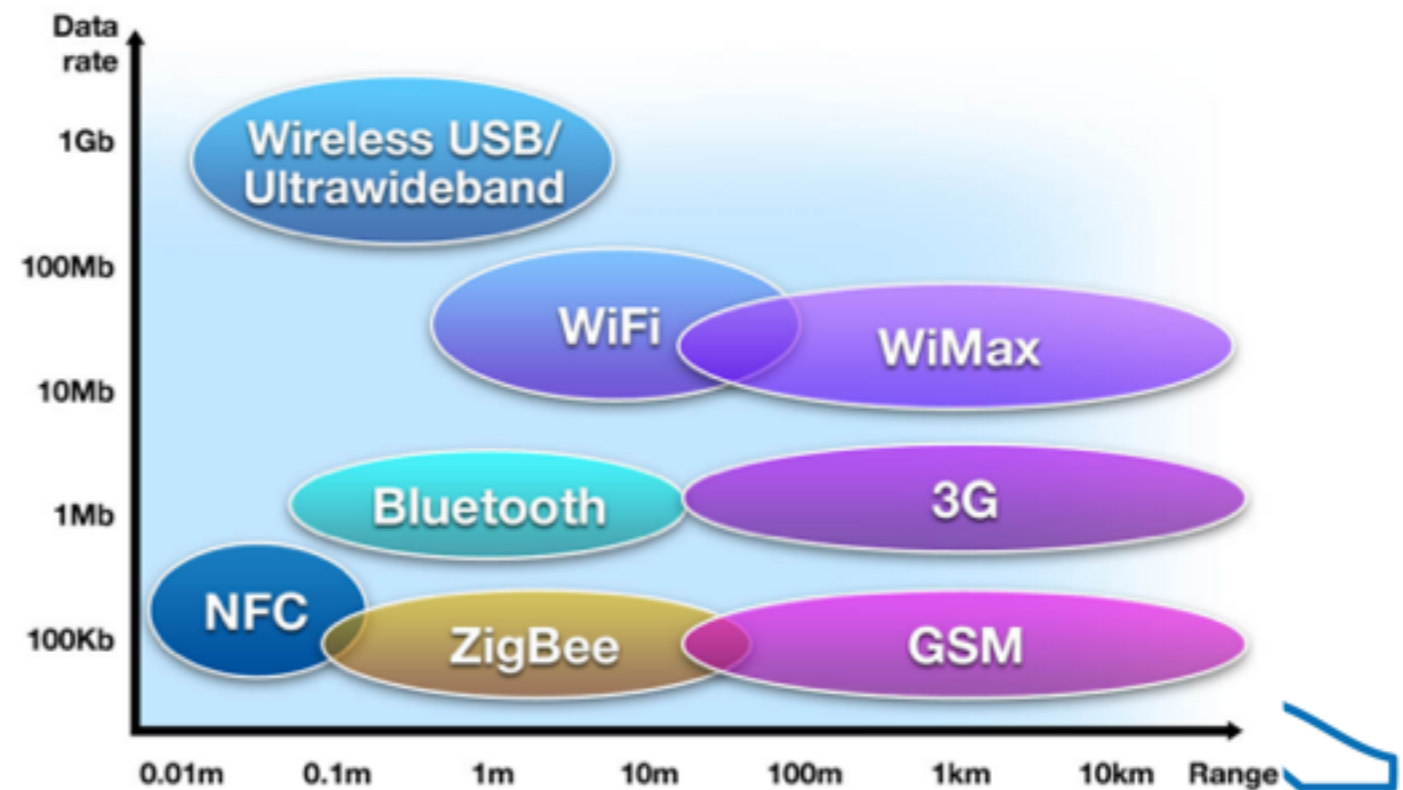 Data
rate
1Gb
Wireless USB/
Ultrawideband
100Mb
WiFi
WiMax
10Mb
Bluetooth
3G
1Mb
NFC
ZigBee
GSM
100Kb
0.01m 0.1m 1m 10m 100m 1km 10km Range